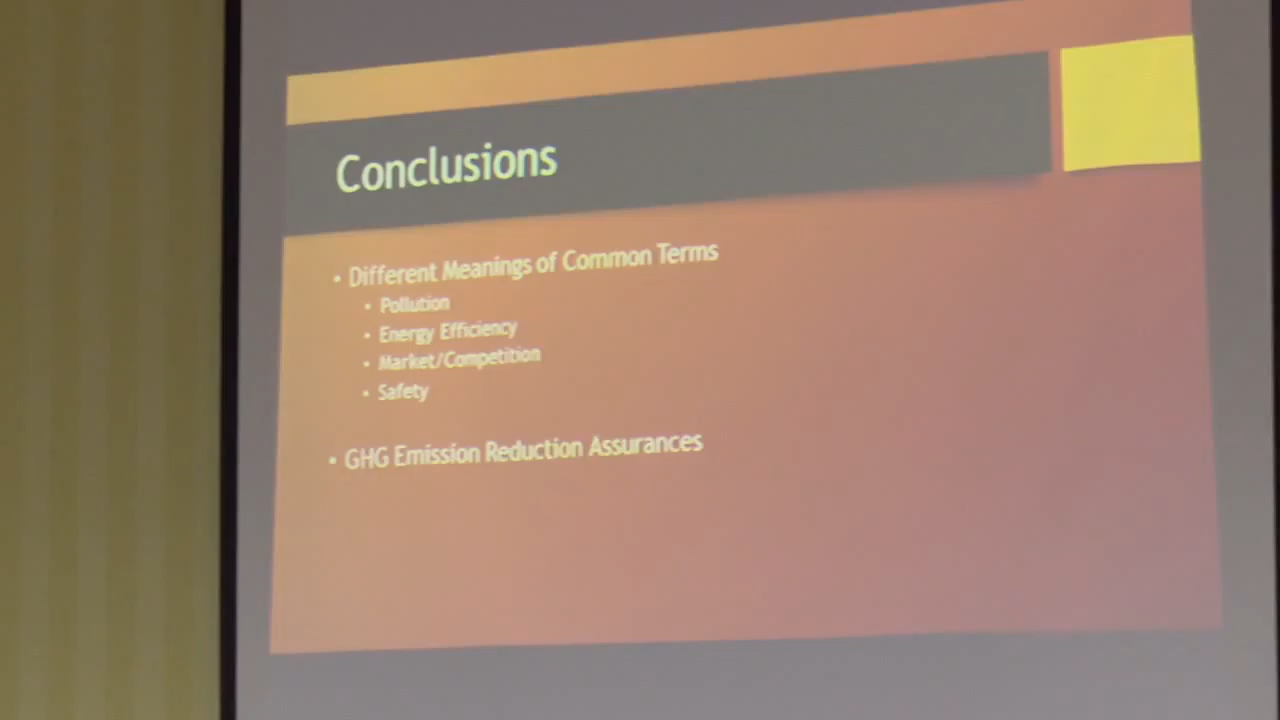 Conclusions
• Different Meanings of Common Terms
• Pollution
• Energy Efficiency
• Market/Competition
• Safety
• GHG Emission Reduction Assurances